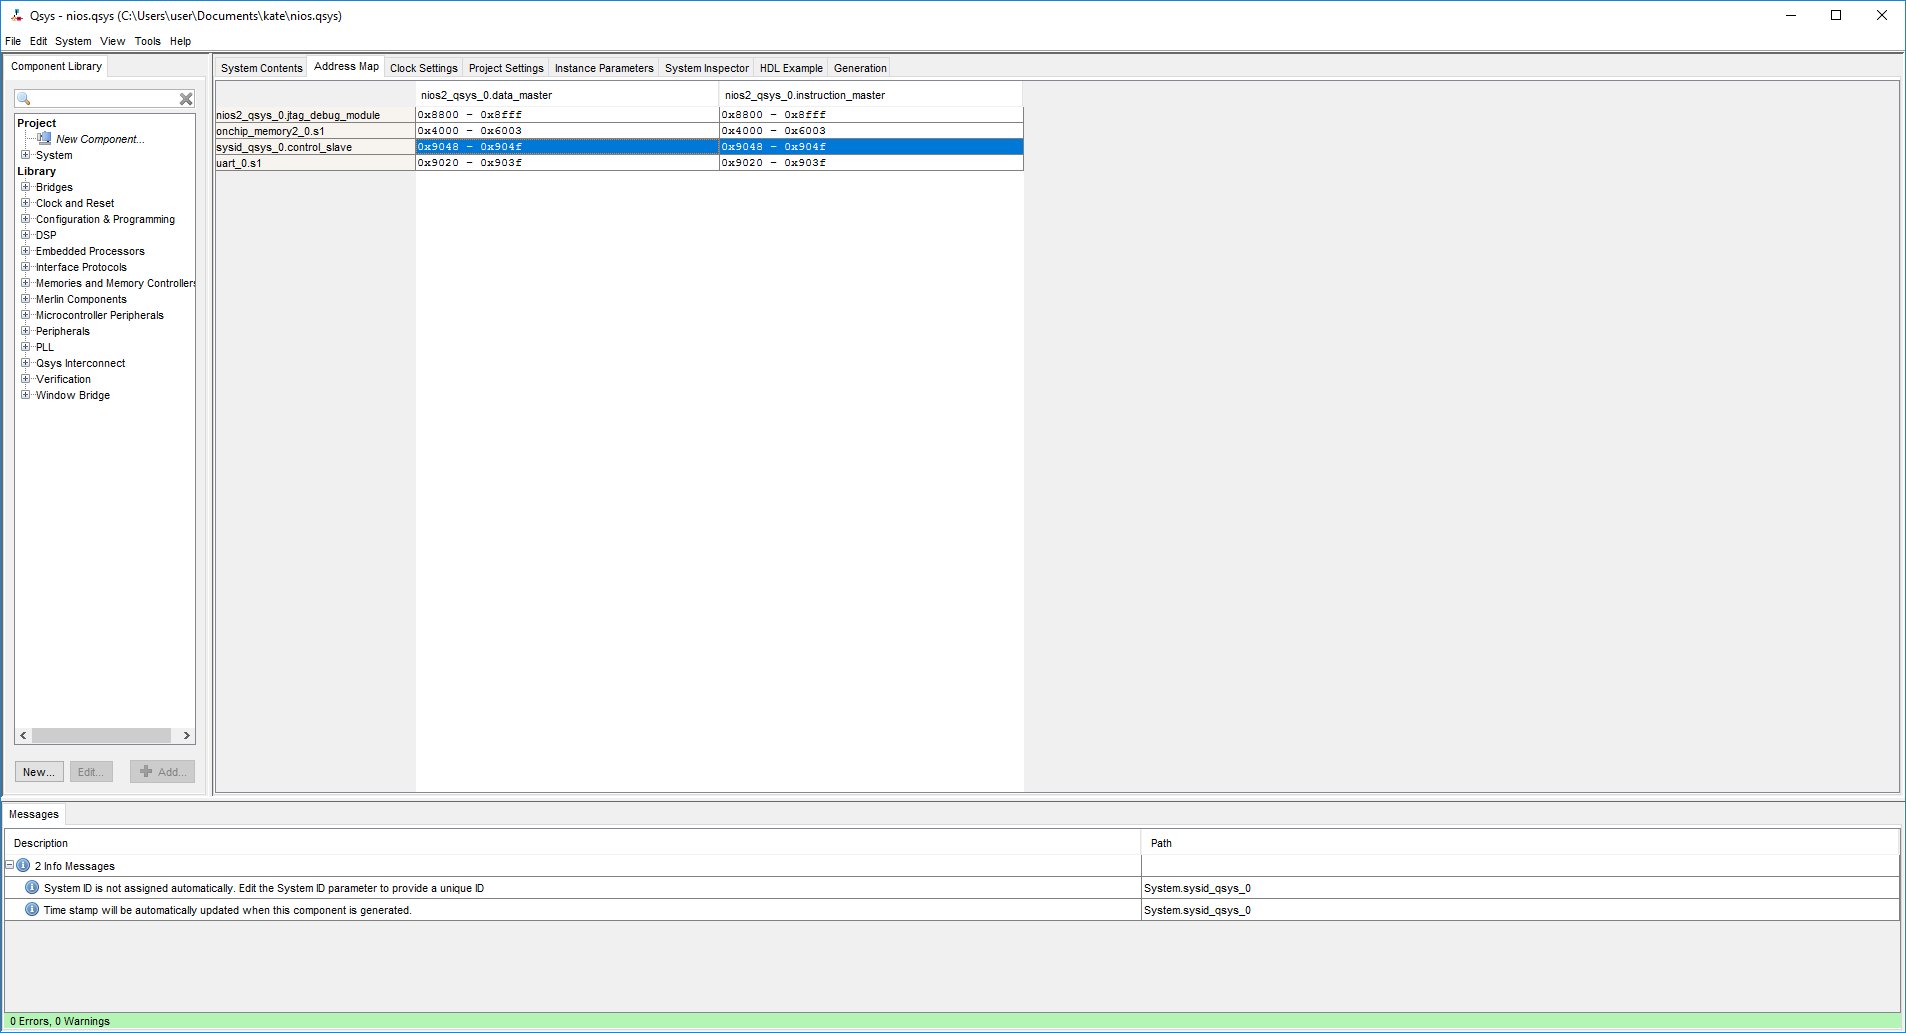 Qsys - nios.qsys (C:\Users\user\Documents\kate\nios.qsys)
File Edit System View Tools Help
Component Library
Project
New Component...
System
Library
Bridges
Clock and Reset
Configuration & Programming
DSP
Embedded Processors
Interface Protocols
Memories and Memory Controllers
Merlin Components
Microcontroller Peripherals
Peripherals
PLL
Qsys Interconnect
Verification
Window Bridge
New... Edit... Add...
System Contents Address Map Clock Settings Project Settings Instance Parameters System Inspector HDL Example Generation
nios2_qsys_0.data_master nios2_qsys_0.instruction_master
nios2_qsys_0.jtag_debug_module 0x8800 - 0x8fff 0x8800 - 0x8fff
onchip_memory2_0.s1 0x4000 - 0x6003 0x4000 - 0x6003
sysid_qsys_0.control_slave 0x9048 - 0x904f 0x9048 - 0x904f
uart_0.s1 0x9020 - 0x903f 0x9020 - 0x903f
Messages
Description Path
2 Info Messages
System ID is not assigned automatically. Edit the System ID parameter to provide a unique ID System.sysid_qsys_0
Time stamp will be automatically updated when this component is generated. System.sysid_qsys_0
0 Errors, 0 Warnings